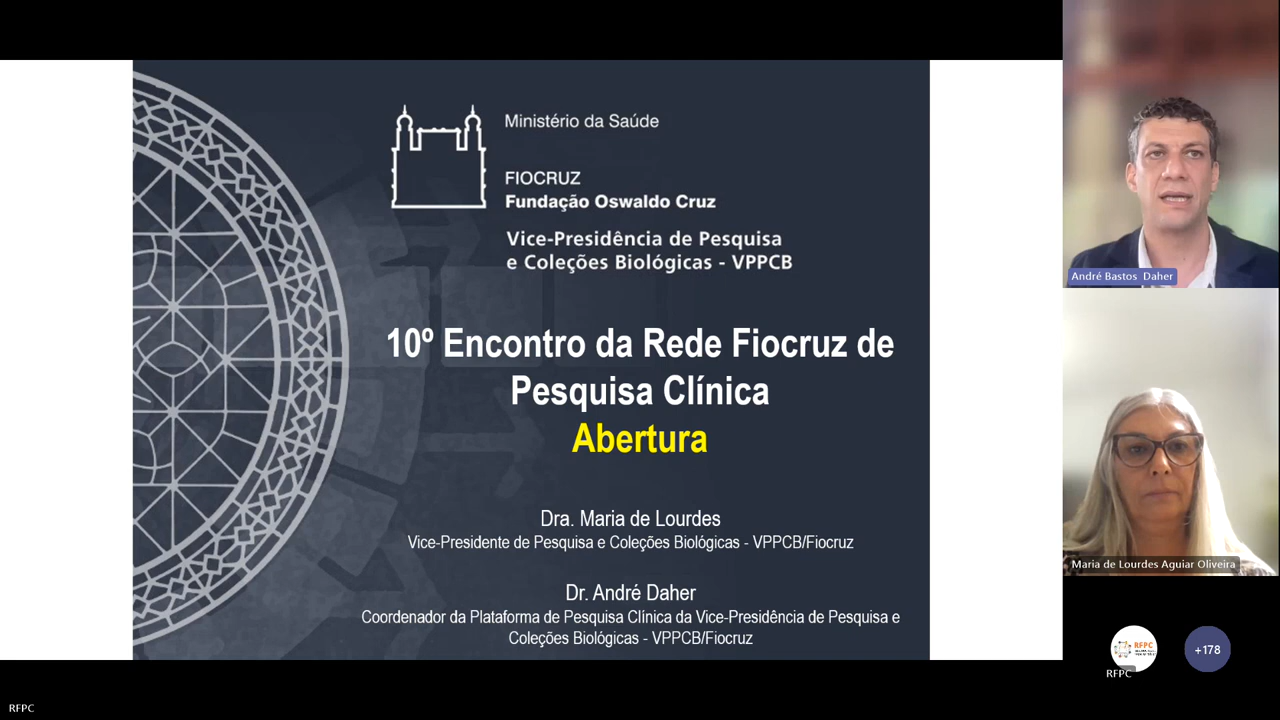 Ministério da Saúde
FIOCRUZ
Fundação Oswaldo Cruz
Vice-Presidência de Pesquisa
e Coleções Biológicas - VPPCB
10º Encontro da Rede Fiocruz de
Pesquisa Clínica
Abertura
Dra. Maria de Lourdes
Vice-Presidente de Pesquisa e Coleções Biológicas - VPPCB/Fiocruz
Dr. André Daher
Coordenador da Plataforma de Pesquisa Clínica da Vice-Presidência de Pesquisa e
Coleções Biológicas - VPPCB/Fiocruz
André Bastos Daher
Maria de Lourdes Aguiar Oliveira
RFPC
RFPC
+178
RFPC